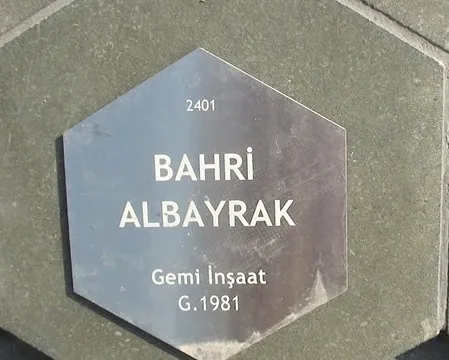 2401
BAHRİ
ALBAYRAK
Gemi İnşaat
G.1981